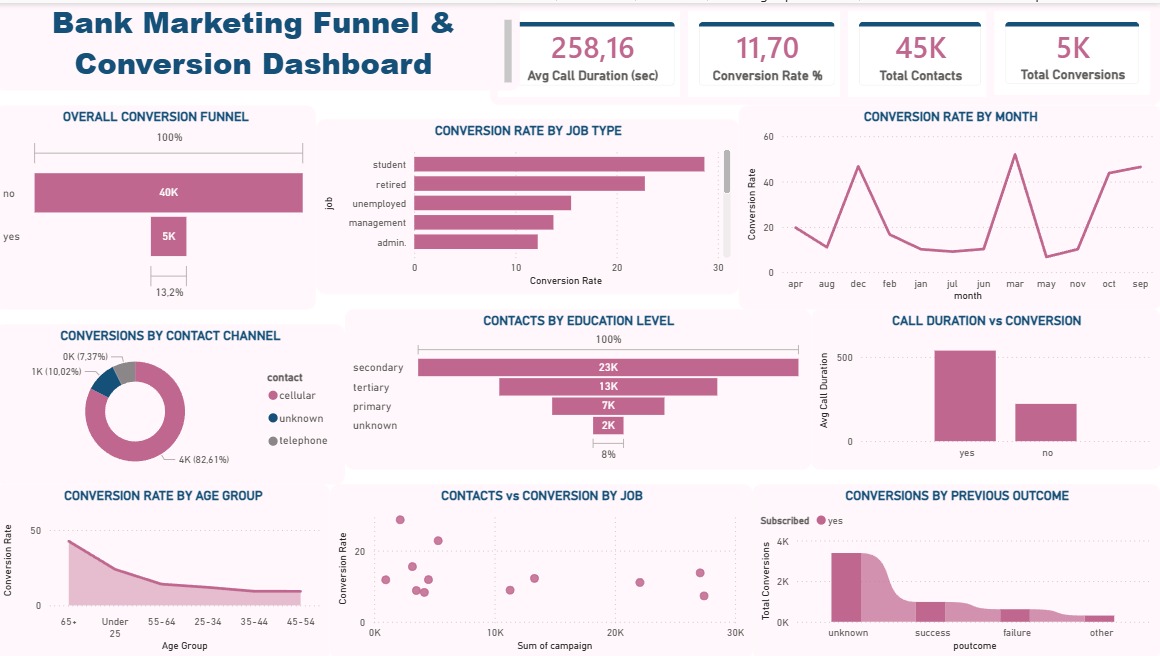 Bank Marketing Funnel &
Conversion Dashboard
258,16
Avg Call Duration (sec)
11,70
Conversion Rate %
45K
Total Contacts
5K
Total Conversions
OVERALL CONVERSION FUNNEL
100%
no
40K
yes
5K
13,2%
CONVERSION RATE BY JOB TYPE
job
student
retired
unemployed
management
admin.
0 10 20 30
Conversion Rate
CONVERSION RATE BY MONTH
Conversion Rate
60
40
20
0
apr aug dec feb jan jul jun mar may nov oct sep
month
CONVERSIONS BY CONTACT CHANNEL
0K (7,37%)
1K (10,02%)
4K (82,61%)
contact
cellular
unknown
telephone
CONTACTS BY EDUCATION LEVEL
100%
secondary 23K
tertiary 13K
primary 7K
unknown 2K
8%
CALL DURATION vs CONVERSION
Avg Call Duration
500
0
yes no
CONVERSION RATE BY AGE GROUP
Conversion Rate
50
0
65+ Under 25 55-64 25-34 35-44 45-54
Age Group
CONTACTS vs CONVERSION BY JOB
Conversion Rate
20
0
0K 10K 20K 30K
Sum of campaign
CONVERSIONS BY PREVIOUS OUTCOME
Subscribed yes
Total Conversions
4K
2K
0K
unknown success failure other
poutcome